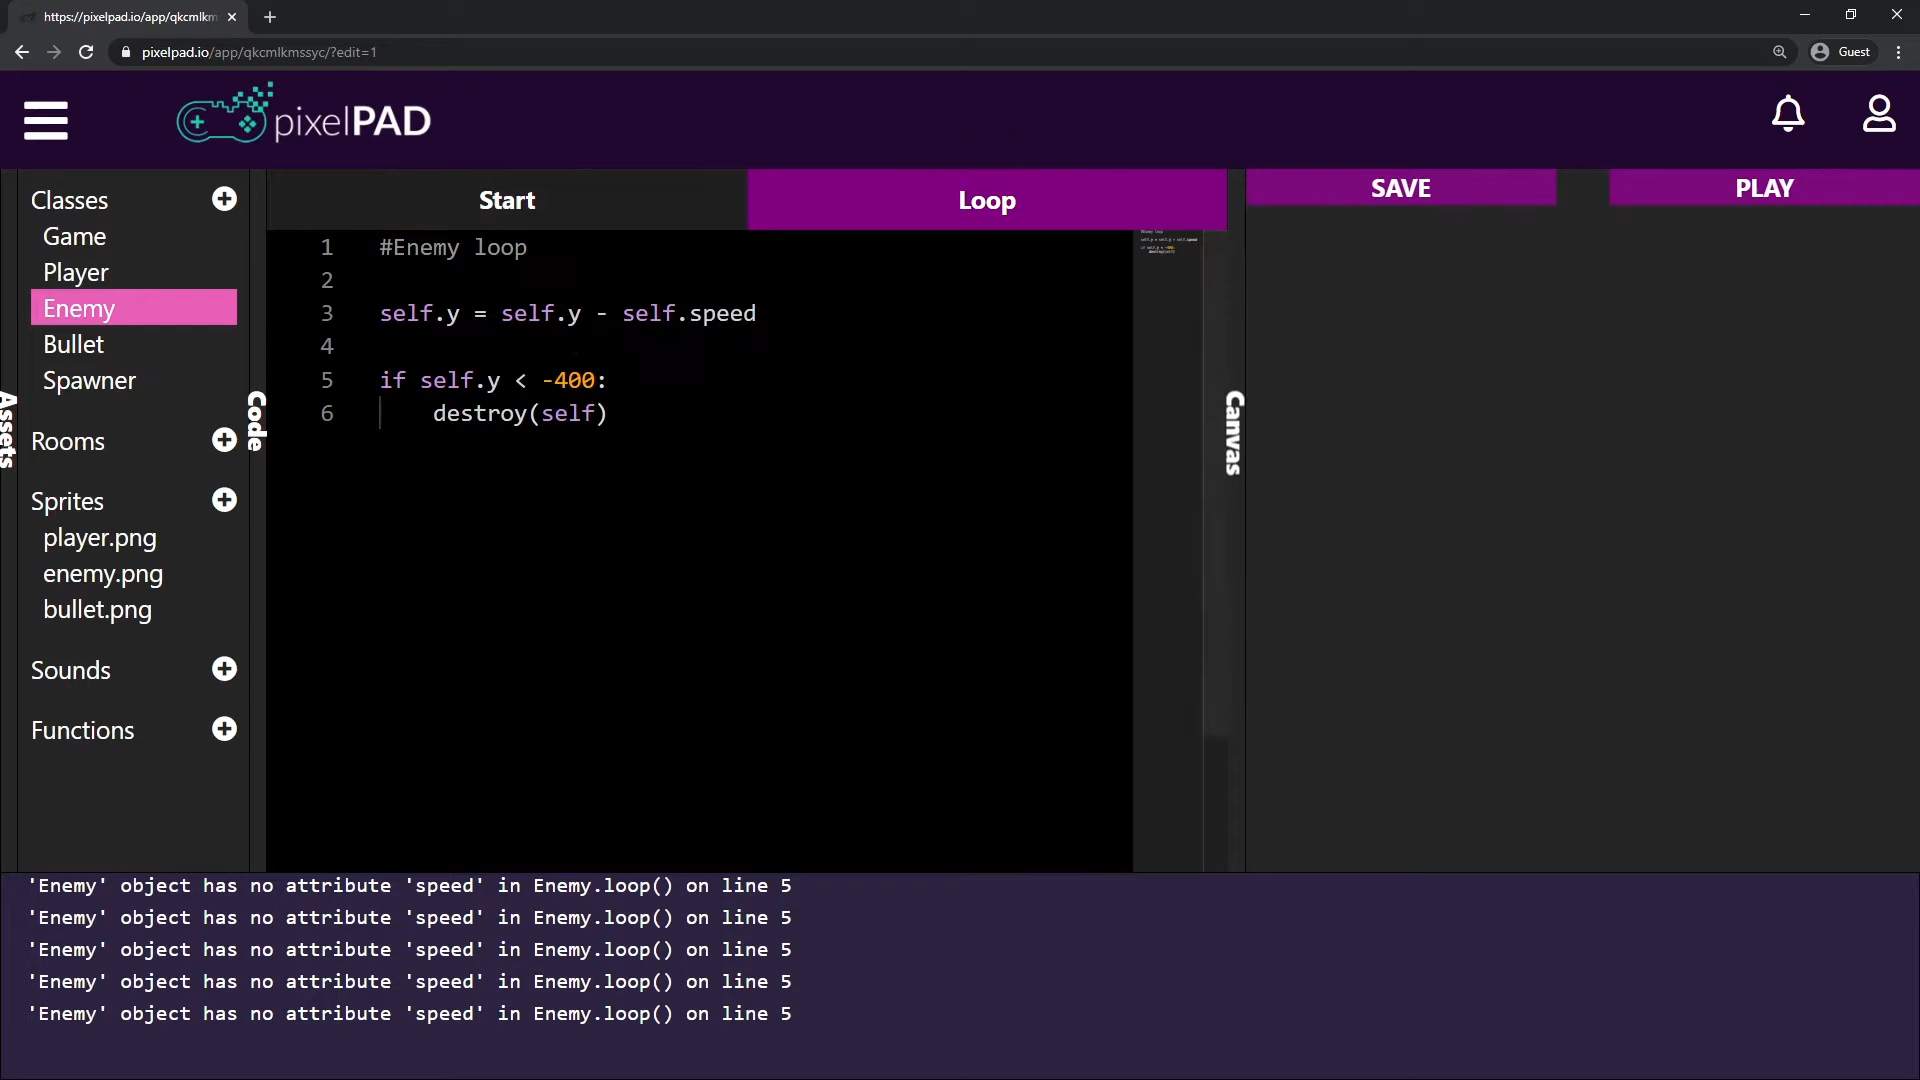 https://pixelpad.io/app/qkcmlkm
pixelpad.io/app/qkcmlkmssyc/?edit=1
Guest
pixelPAD
Classes
Game
Player
Enemy
Bullet
Spawner
Rooms
Sprites
player.png
enemy.png
bullet.png
Sounds
Functions
Assets
Code
Start
Loop
1 #Enemy loop
2
3 self.y = self.y - self.speed
4
5 if self.y < -400:
6 destroy(self)
Canvas
SAVE
PLAY
'Enemy' object has no attribute 'speed' in Enemy.loop() on line 5
'Enemy' object has no attribute 'speed' in Enemy.loop() on line 5
'Enemy' object has no attribute 'speed' in Enemy.loop() on line 5
'Enemy' object has no attribute 'speed' in Enemy.loop() on line 5
'Enemy' object has no attribute 'speed' in Enemy.loop() on line 5